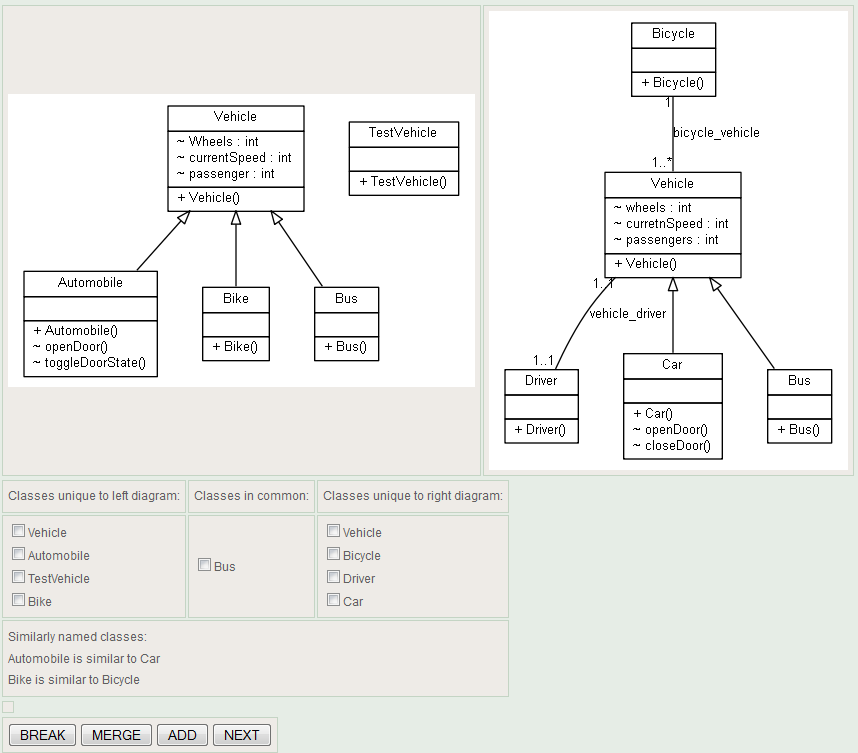 Vehicle
~ Wheels : int
~ currentSpeed : int
~ passenger : int
+ Vehicle()
TestVehicle
+ TestVehicle()
Automobile
+ Automobile()
~ openDoor()
~ toggleDoorState()
Bike
+ Bike()
Bus
+ Bus()
Bicycle
+ Bicycle()
1
bicycle_vehicle
1..*
Vehicle
~ wheels : int
~ curretnSpeed : int
~ passengers : int
+ Vehicle()
1..1
vehicle_driver
1..1
Driver
+ Driver()
Car
+ Car()
~ openDoor()
~ closeDoor()
Bus
+ Bus()
Classes unique to left diagram:
Classes in common:
Classes unique to right diagram:
Vehicle
Automobile
TestVehicle
Bike
Bus
Vehicle
Bicycle
Driver
Car
Similarly named classes:
Automobile is similar to Car
Bike is similar to Bicycle
BREAK
MERGE
ADD
NEXT